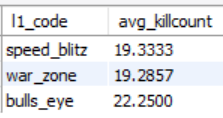 l1_code avg_killcount
speed_blitz 19.3333
war_zone 19.2857
bulls_eye 22.2500